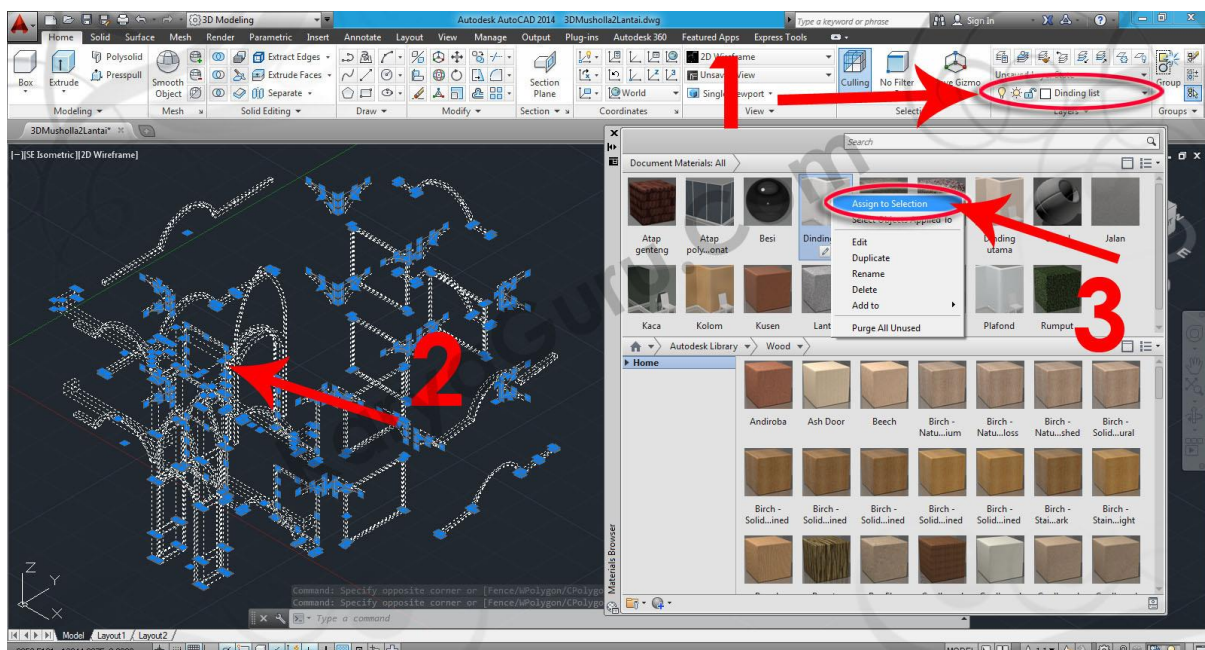 3D Modeling
Autodesk AutoCAD 2014 3DMusholla2Lantai.dwg
Type a keyword or phrase
Sign In
Home Solid Surface Mesh Render Parametric Insert Annotate Layout View Manage Output Plug-ins Autodesk 360 Featured Apps Express Tools
Box
Extrude
Polysolid
Presspull
Smooth
Object
Extract Edges
Extrude Faces
Separate
Section
Plane
World
2D Wireframe
Culling
No Filter
Gizmo
Dinding list
Group
Modeling
Mesh
Solid Editing
Draw
Modify
Section
Coordinates
View
Layers
Groups
3DMusholla2Lantai*
[-][SE Isometric][2D Wireframe]
1
2
3
Search
Document Materials: All
Atap
genteng
Atap
poly...onat
Besi
Dinding
utama
Jalan
Assign to Selection
Select Objects Applied To
Edit
Duplicate
Rename
Delete
Add to
Purge All Unused
Kaca
Kolom
Kusen
Plafond
Rumput
Autodesk Library Wood
Home
Andiroba
Ash Door
Beech
Birch -
Natu...ium
Birch -
Natu...loss
Birch -
Natu...shed
Birch -
Solid...ural
Birch -
Solid...ined
Birch -
Solid...ined
Birch -
Solid...ined
Birch -
Solid...ined
Birch -
Solid...ined
Birch -
Stai...ark
Birch -
Stain...ight
Materials Browser
Z
Y
X
Command: Specify opposite corner or [Fence/WPolygon/CPolygo
Command: Specify opposite corner or [Fence/WPolygon/CPolygo
Type a command
Model Layout1 Layout2
MODEL